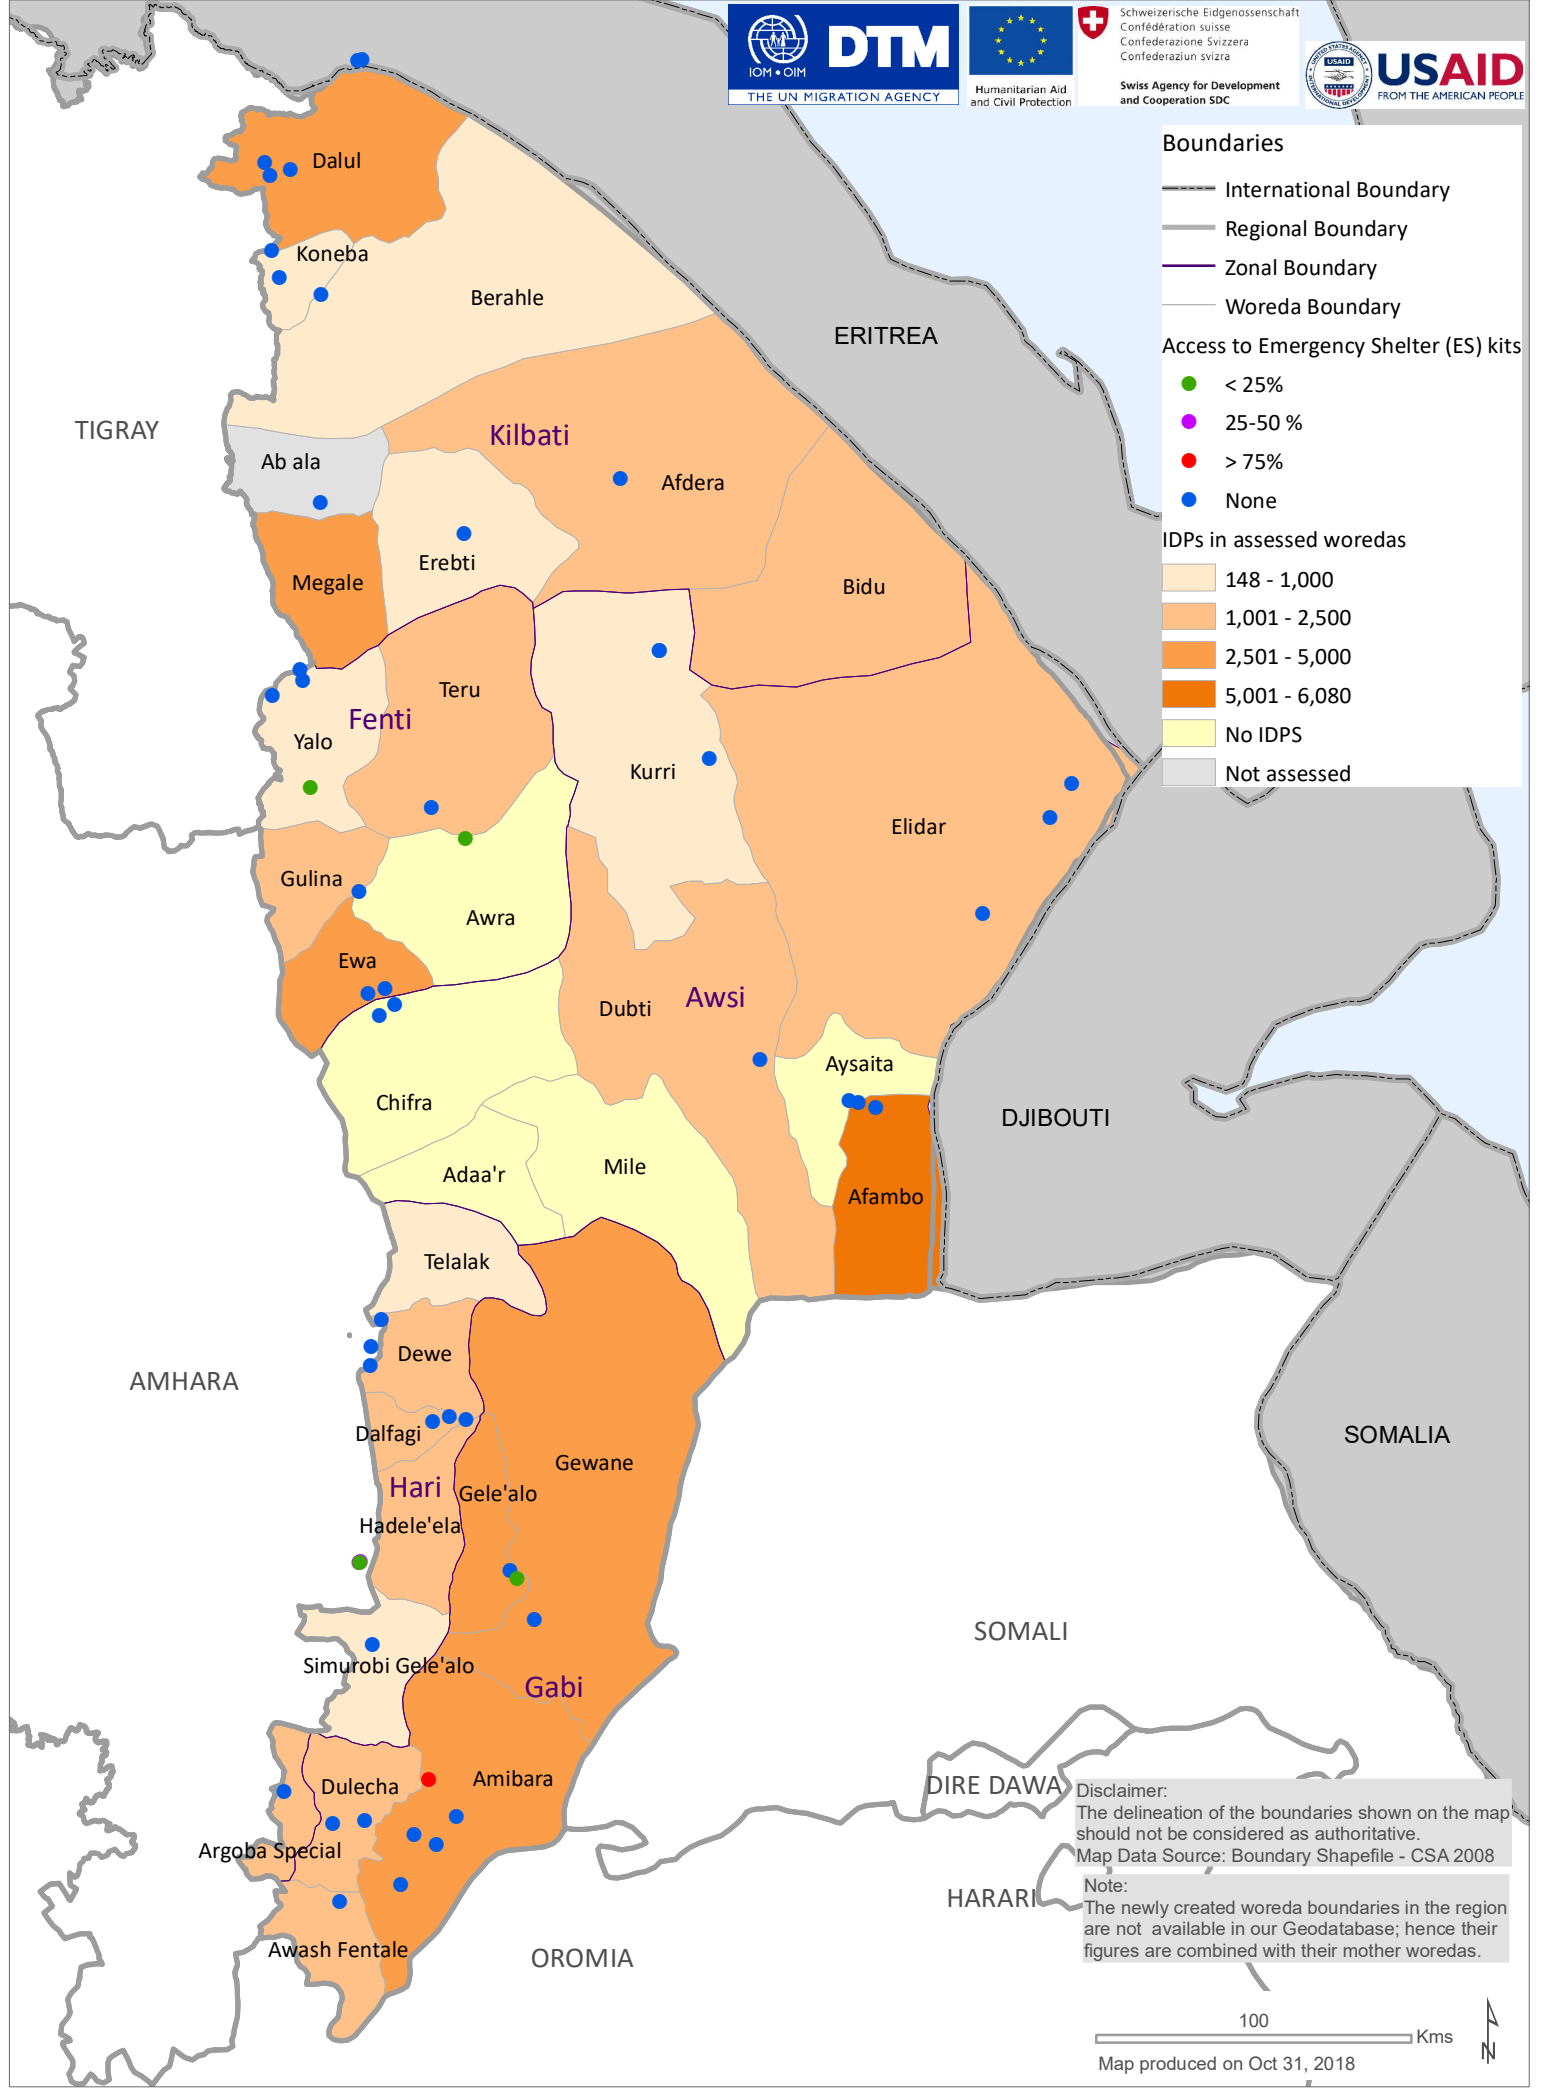 IOM • OIM
DTM
THE UN MIGRATION AGENCY
Humanitarian Aid
and Civil Protection
Schweizerische Eidgenossenschaft
Confédération suisse
Confederazione Svizzera
Confederaziun svizra
Swiss Agency for Development
and Cooperation SDC
UNITED STATES AGENCY
USAID
INTERNATIONAL DEVELOPMENT
USAID
FROM THE AMERICAN PEOPLE
Boundaries
International Boundary
Regional Boundary
Zonal Boundary
Woreda Boundary
Access to Emergency Shelter (ES) kits
< 25%
25-50 %
> 75%
None
IDPs in assessed woredas
148 - 1,000
1,001 - 2,500
2,501 - 5,000
5,001 - 6,080
No IDPS
Not assessed
Dalul
Koneba
Berahle
ERITREA
TIGRAY
Kilbati
Ab ala
Afdera
Erebti
Megale
Bidu
Teru
Fenti
Yalo
Kurri
Elidar
Gulina
Awra
Ewa
Dubti
Awsi
Aysaita
Chifra
DJIBOUTI
Adaa'r
Mile
Afambo
Telalak
Dewe
AMHARA
Dalfagi
SOMALIA
Gewane
Hari
Gele'alo
Hadele'ela
SOMALI
Simurobi Gele'alo
Gabi
Dulecha
Amibara
DIRE DAWA
Argoba Special
HARARI
Awash Fentale
OROMIA
Disclaimer:
The delineation of the boundaries shown on the map
should not be considered as authoritative.
Map Data Source: Boundary Shapefile - CSA 2008
Note:
The newly created woreda boundaries in the region
are not available in our Geodatabase; hence their
figures are combined with their mother woredas.
100
Kms
N
Map produced on Oct 31, 2018